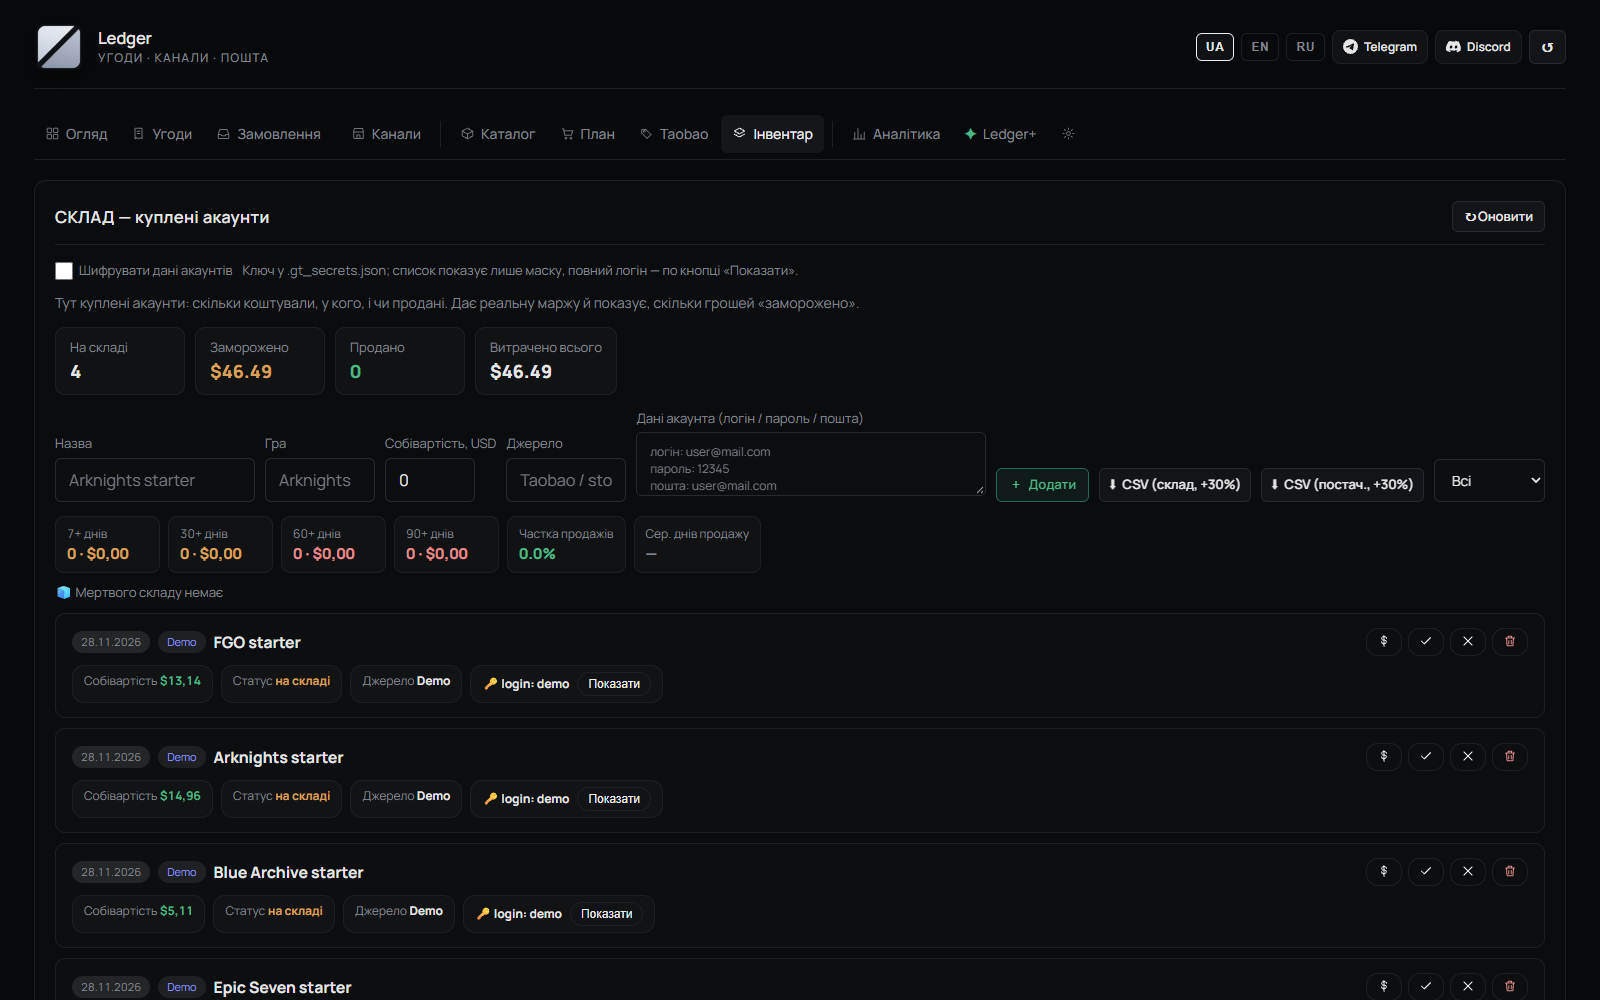 Ledger
УГОДИ · КАНАЛИ · ПОШТА
UA EN RU Telegram Discord
Огляд Угоди Замовлення Канали Каталог План Taobao Інвентар Аналітика Ledger+
СКЛАД — куплені акаунти
Оновити
Шифрувати дані акаунтів Ключ у .gt_secrets.json; список показує лише маску, повний логін — по кнопці «Показати».
Тут куплені акаунти: скільки коштували, у кого, і чи продані. Дає реальну маржу й показує, скільки грошей «заморожено».
На складі Заморожено Продано Витрачено всього
4 $46.49 0 $46.49
Дані акаунта (логін / пароль / пошта)
Назва Гра Собівартість, USD Джерело
Arknights starter Arknights 0 Taobao / sto
логін: user@mail.com
пароль: 12345
пошта: user@mail.com
+ Додати ⬇ CSV (склад, +30%) ⬇ CSV (постач., +30%) Всі
7+ днів 30+ днів 60+ днів 90+ днів Частка продажів Сер. днів продажу
0 · $0,00 0 · $0,00 0 · $0,00 0 · $0,00 0.0% —
Мертвого складу немає
28.11.2026 Demo FGO starter $
Собівартість $13,14 Статус на складі Джерело Demo login: demo Показати
28.11.2026 Demo Arknights starter $
Собівартість $14,96 Статус на складі Джерело Demo login: demo Показати
28.11.2026 Demo Blue Archive starter $
Собівартість $5,11 Статус на складі Джерело Demo login: demo Показати
28.11.2026 Demo Epic Seven starter $